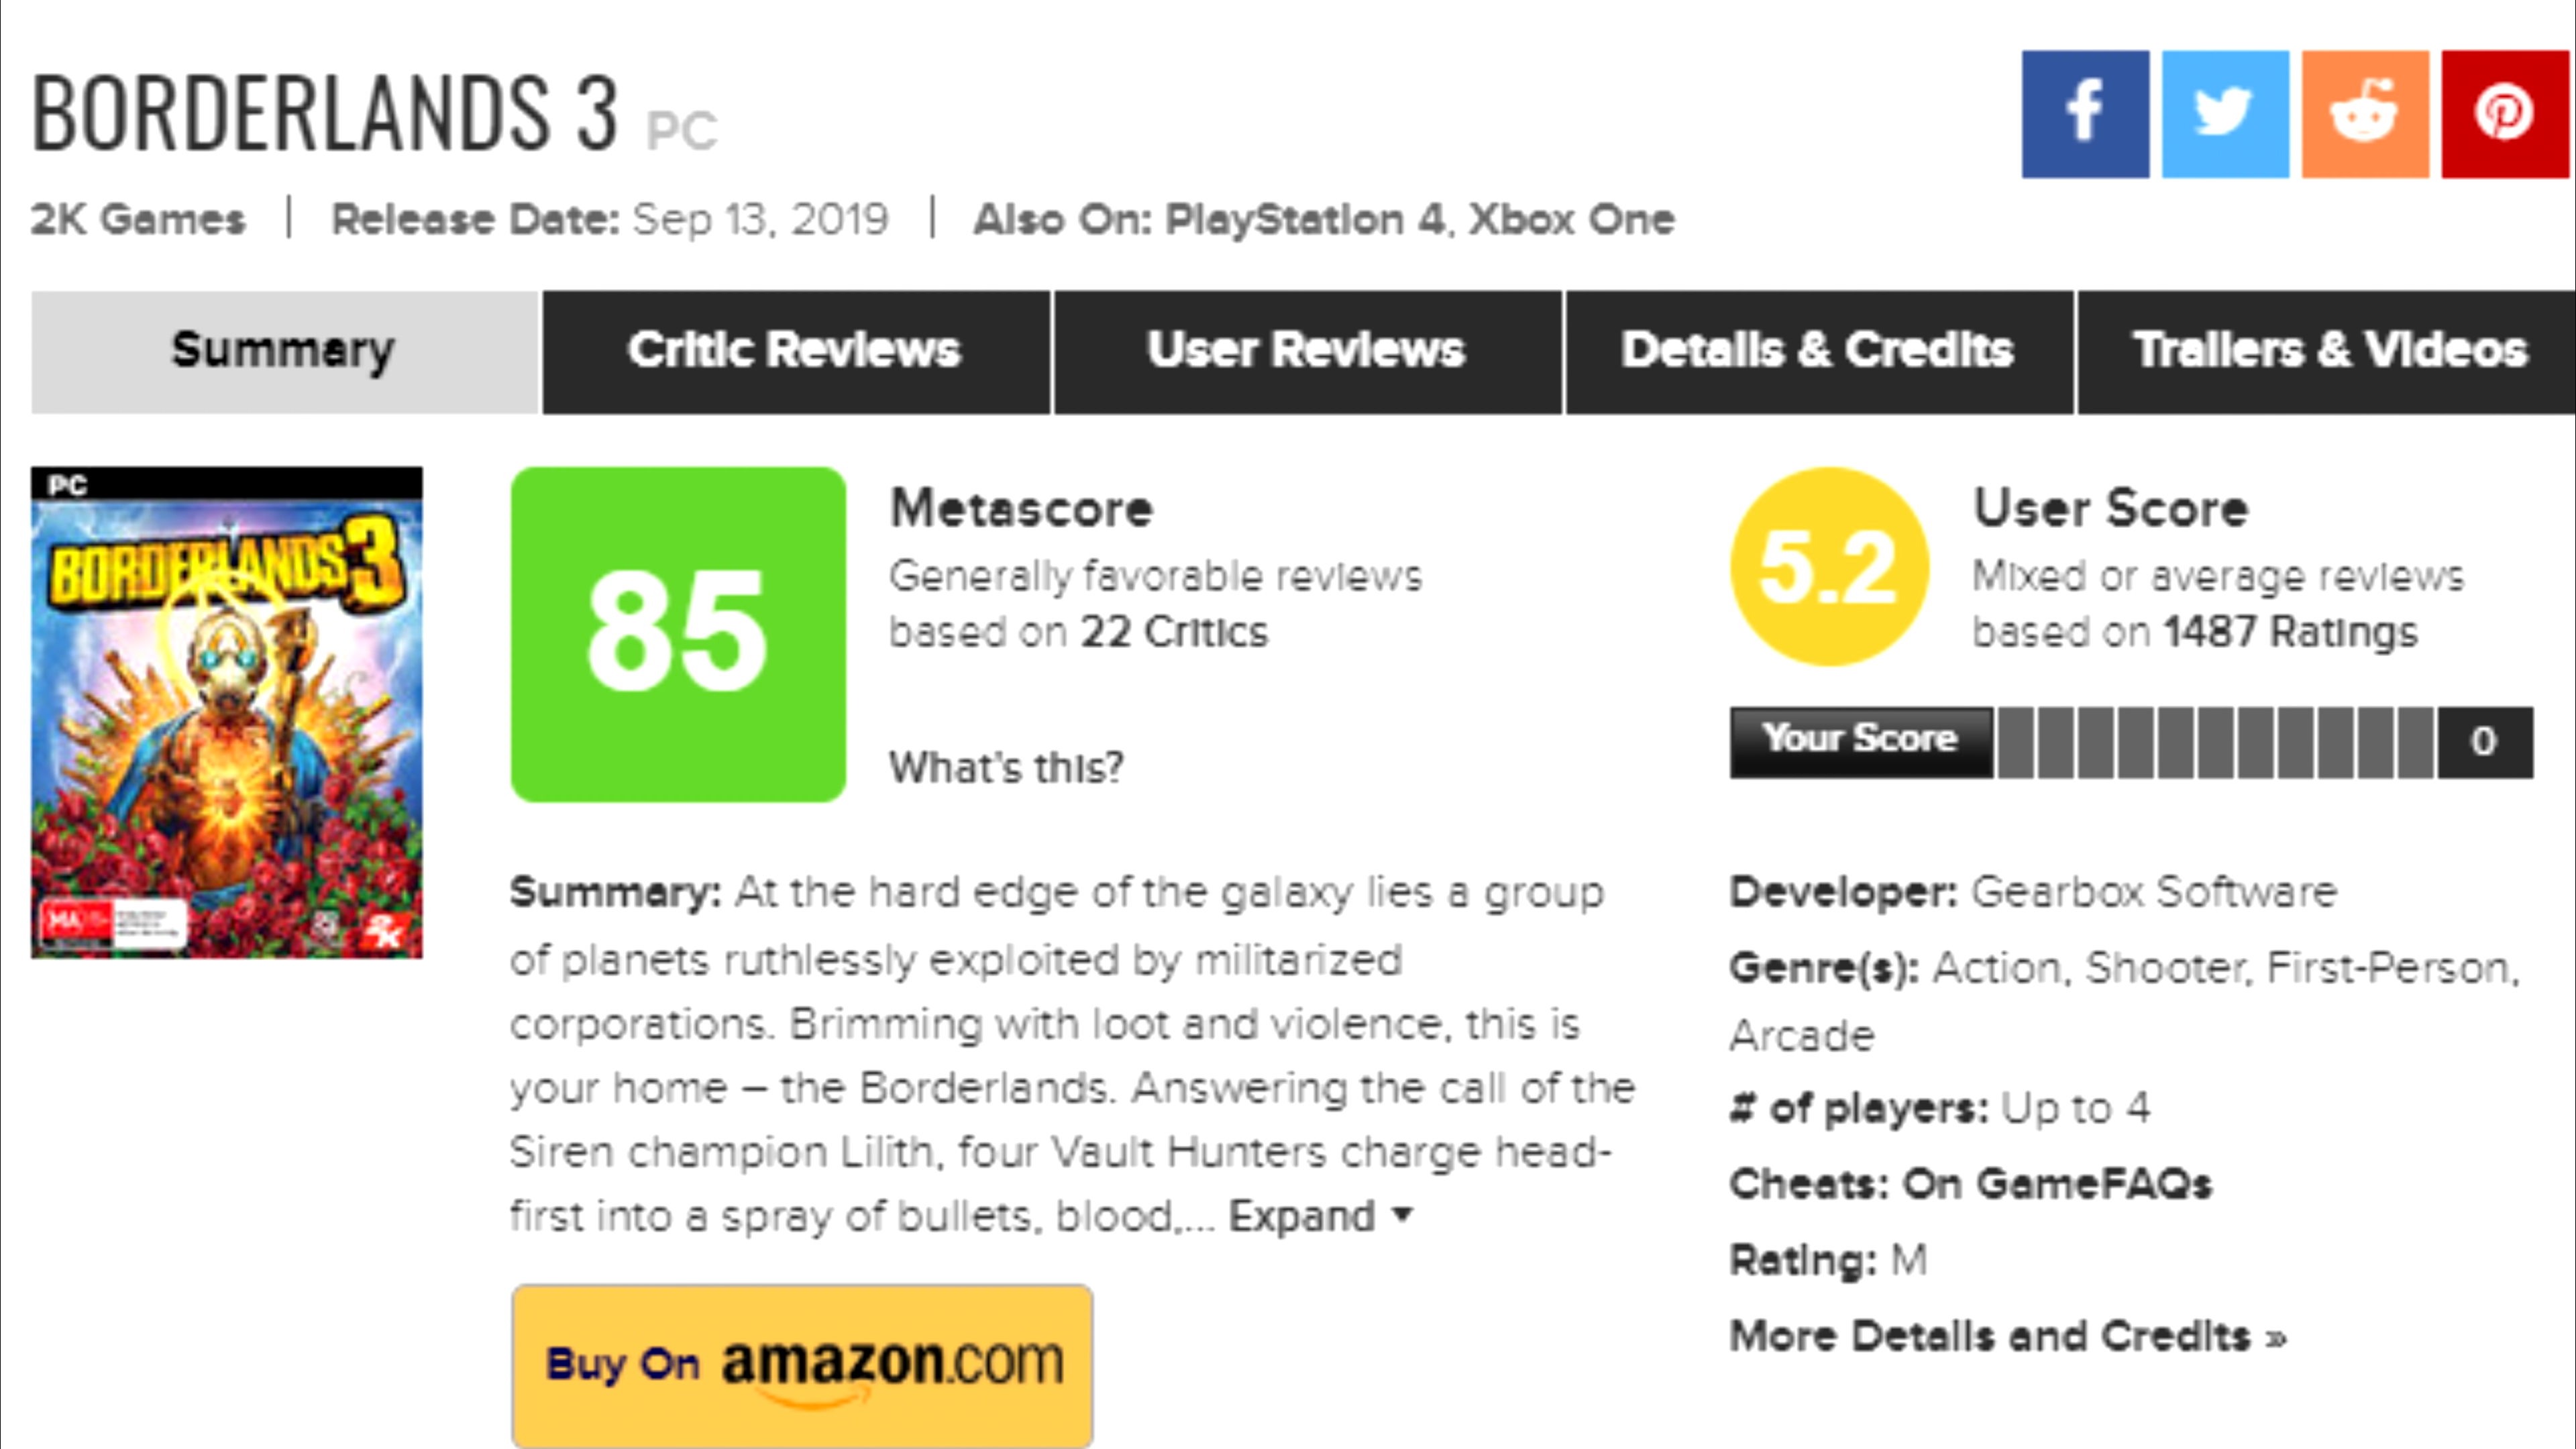 BORDERLANDS 3 PC
2K Games | Release Date: Sep 13, 2019 | Also On: PlayStation 4, Xbox One
Summary
Critic Reviews
User Reviews
Details & Credits
Trailers & Videos
PC
BORDERLANDS 3
MA
2K
85
Metascore
Generally favorable reviews
based on 22 Critics
What's this?
5.2
User Score
Mixed or average reviews
based on 1487 Ratings
Your Score
0
Summary: At the hard edge of the galaxy lies a group
of planets ruthlessly exploited by militarized
corporations. Brimming with loot and violence, this is
your home – the Borderlands. Answering the call of the
Siren champion Lilith, four Vault Hunters charge head-
first into a spray of bullets, blood,... Expand
Buy On amazon.com
Developer: Gearbox Software
Genre(s): Action, Shooter, First-Person,
Arcade
# of players: Up to 4
Cheats: On GameFAQs
Rating: M
More Details and Credits »